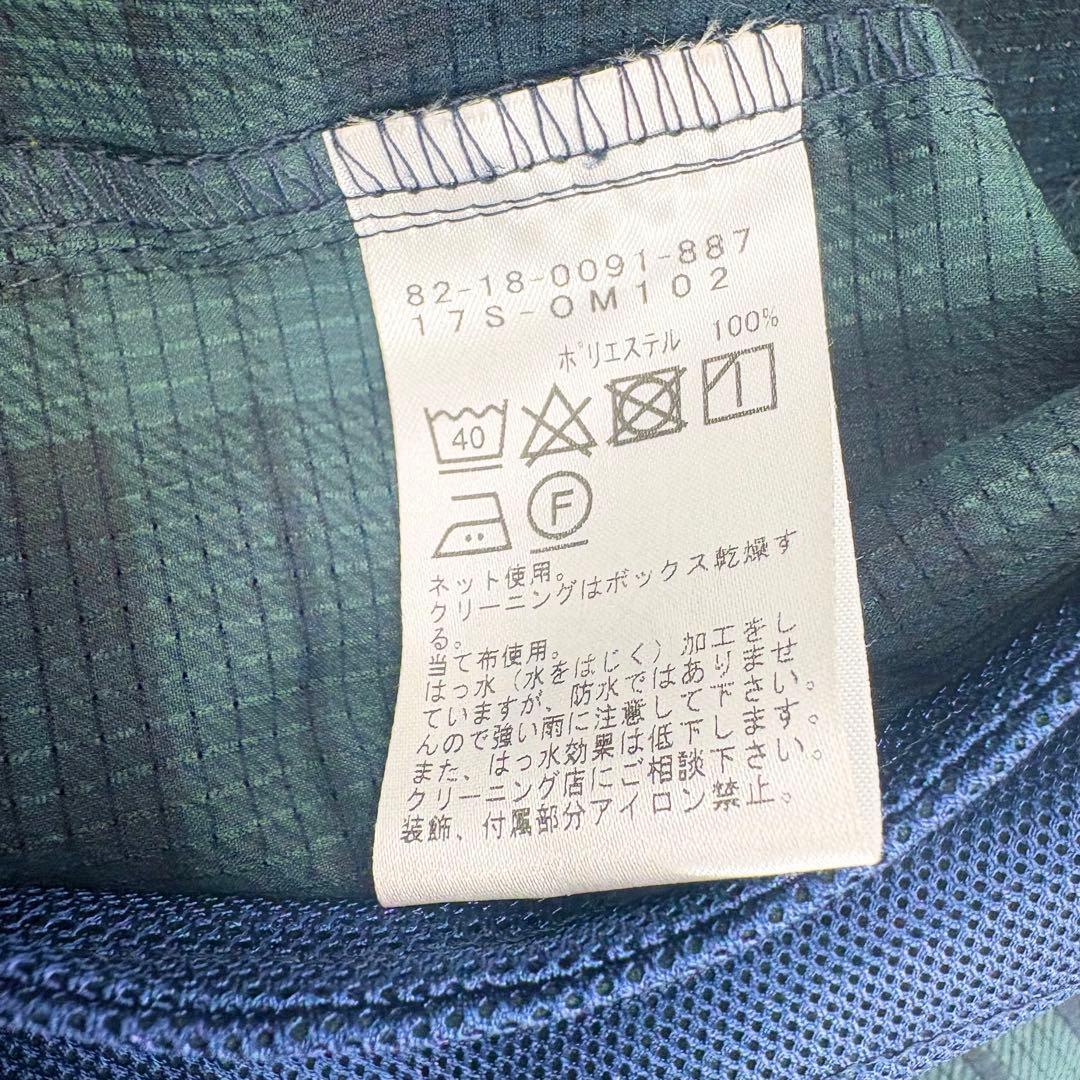 82-18-0091-887
17S-OM102
ポリエステル 100%
40
F
ネット使用。
クリーニングはボックス乾燥す
る。
当て布使用。
はっ水（水をはじく）加工をし
ていますが、防水ではありませ
んので強い雨に注意して下さい。
また、はっ水効果は低下します。
クリーニング店にご相談下さい。
装飾、付属部分アイロン禁止。